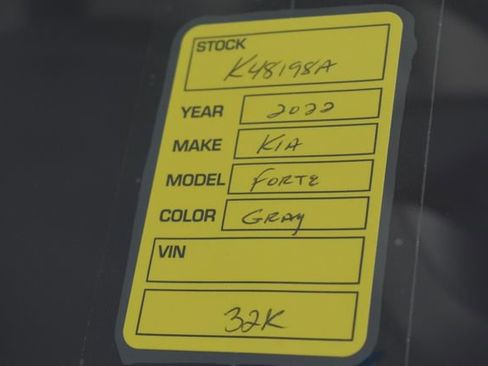 STOCK
K48198A
YEAR 2022
MAKE KIA
MODEL FORTE
COLOR GRAY
VIN
32K